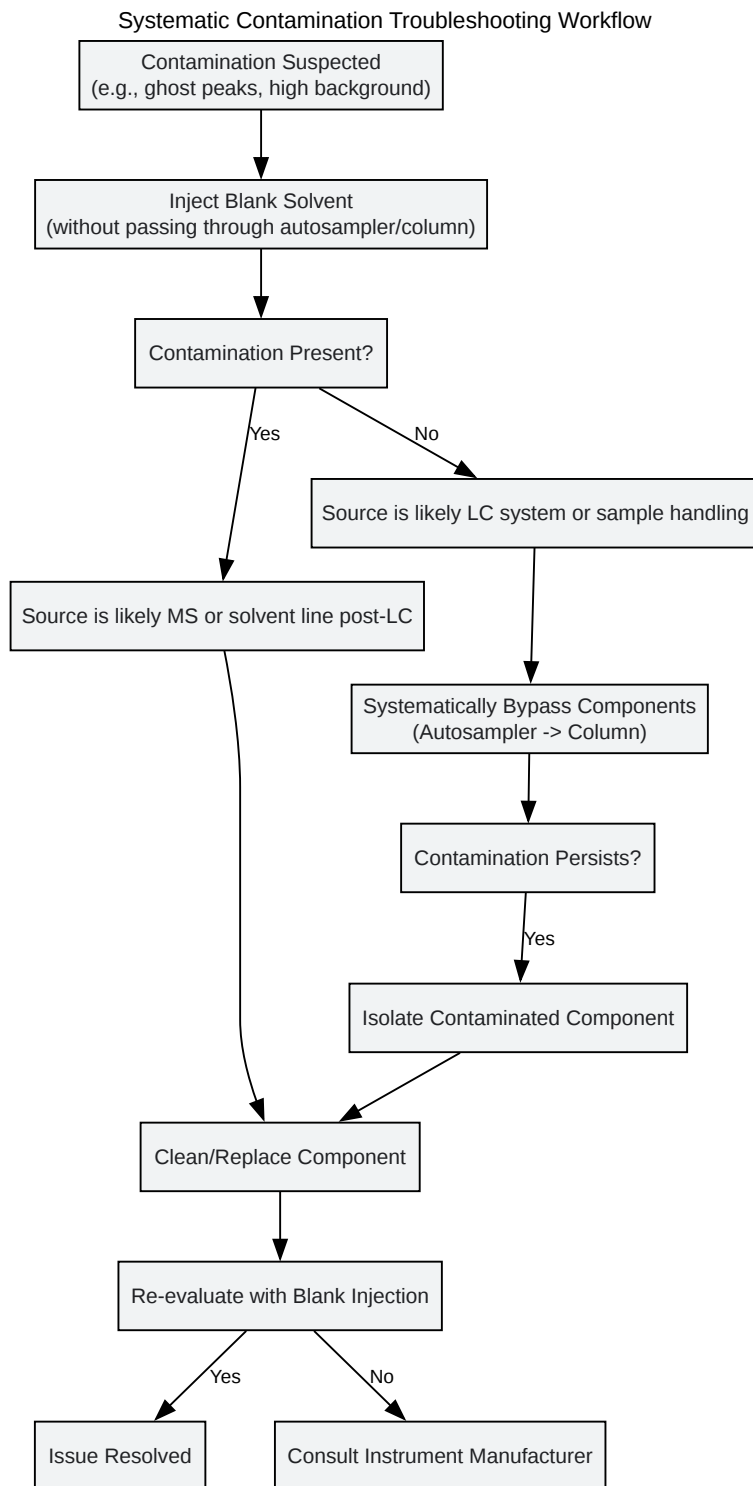 Systematic Contamination Troubleshooting Workflow
Contamination Suspected
(e.g., ghost peaks, high background)
Inject Blank Solvent
(without passing through autosampler/column)
Contamination Present?
Yes
No
Source is likely LC system or sample handling
Source is likely MS or solvent line post-LC
Systematically Bypass Components
(Autosampler -> Column)
Contamination Persists?
Yes
Isolate Contaminated Component
Clean/Replace Component
Re-evaluate with Blank Injection
Yes
No
Issue Resolved
Consult Instrument Manufacturer